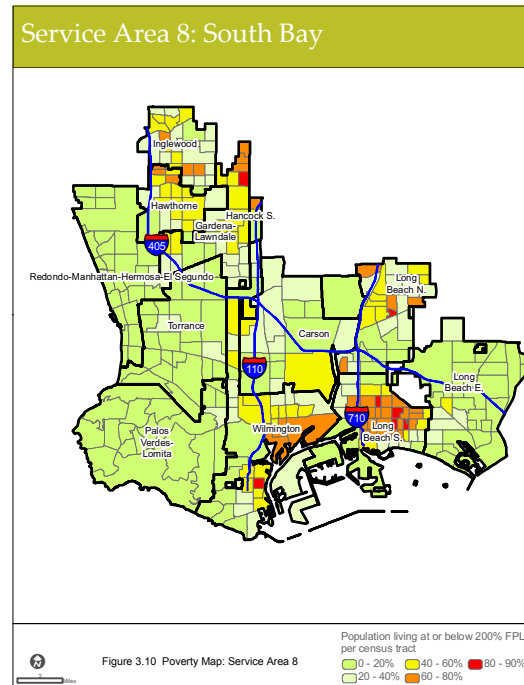 Service Area 8: South Bay
Inglewood
Hawthorne
Hancock S.
Gardena-
Lawndale
405
Long
Beach N.
Redondo-Manhattan-Hermosa-El Segundo
Torrance
Carson
110
Long
Beach E.
710
Palos
Verdes-
Lomita
Wilmington
Long
Beach S.
Population living at or below 200% FPL
per census tract
0 - 20%
40 - 60%
80 - 90%
20 - 40%
60 - 80%
N
Figure 3.10 Poverty Map: Service Area 8
2
Miles